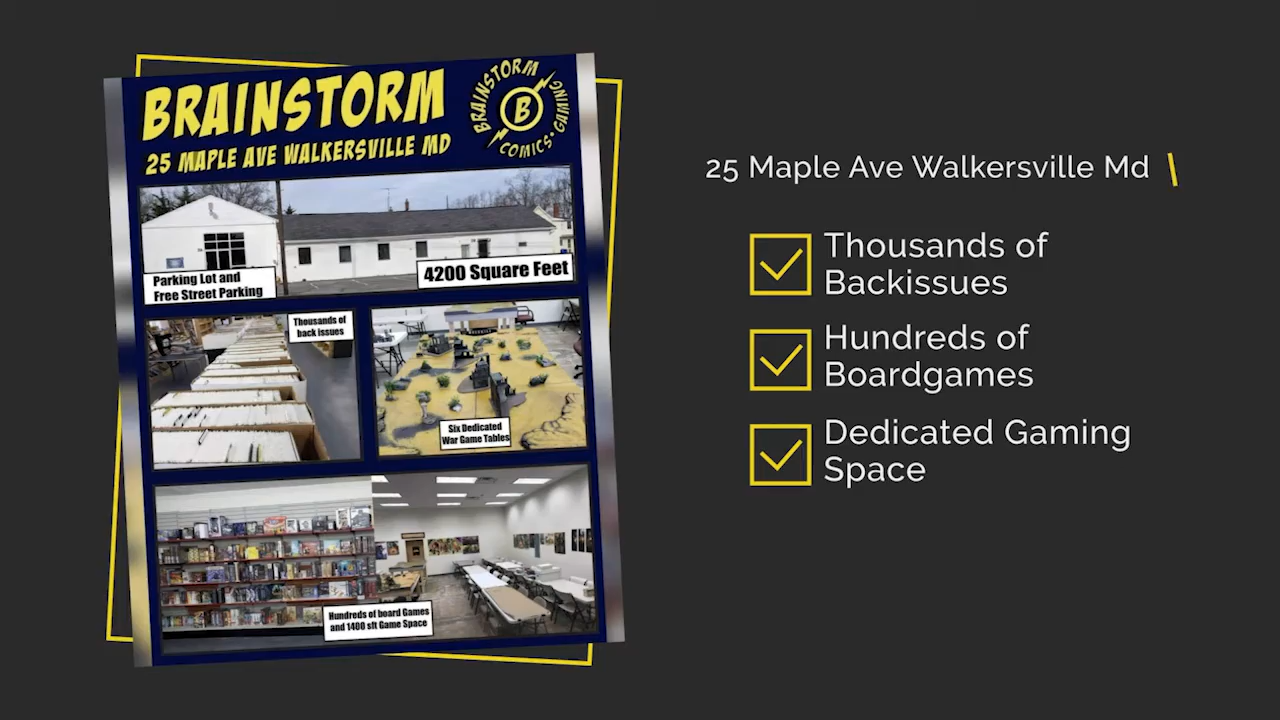 BRAINSTORM
25 MAPLE AVE WALKERSVILLE MD
BRAINSTORM
B
GAMING
COMICS
Parking Lot and
Free Street Parking
4200 Square Feet
Thousands of
back issues
Six Dedicated
War Game Tables
Hundreds of board Games
and 1400 sft Game Space
25 Maple Ave Walkersville Md
Thousands of
Backissues
Hundreds of
Boardgames
Dedicated Gaming
Space